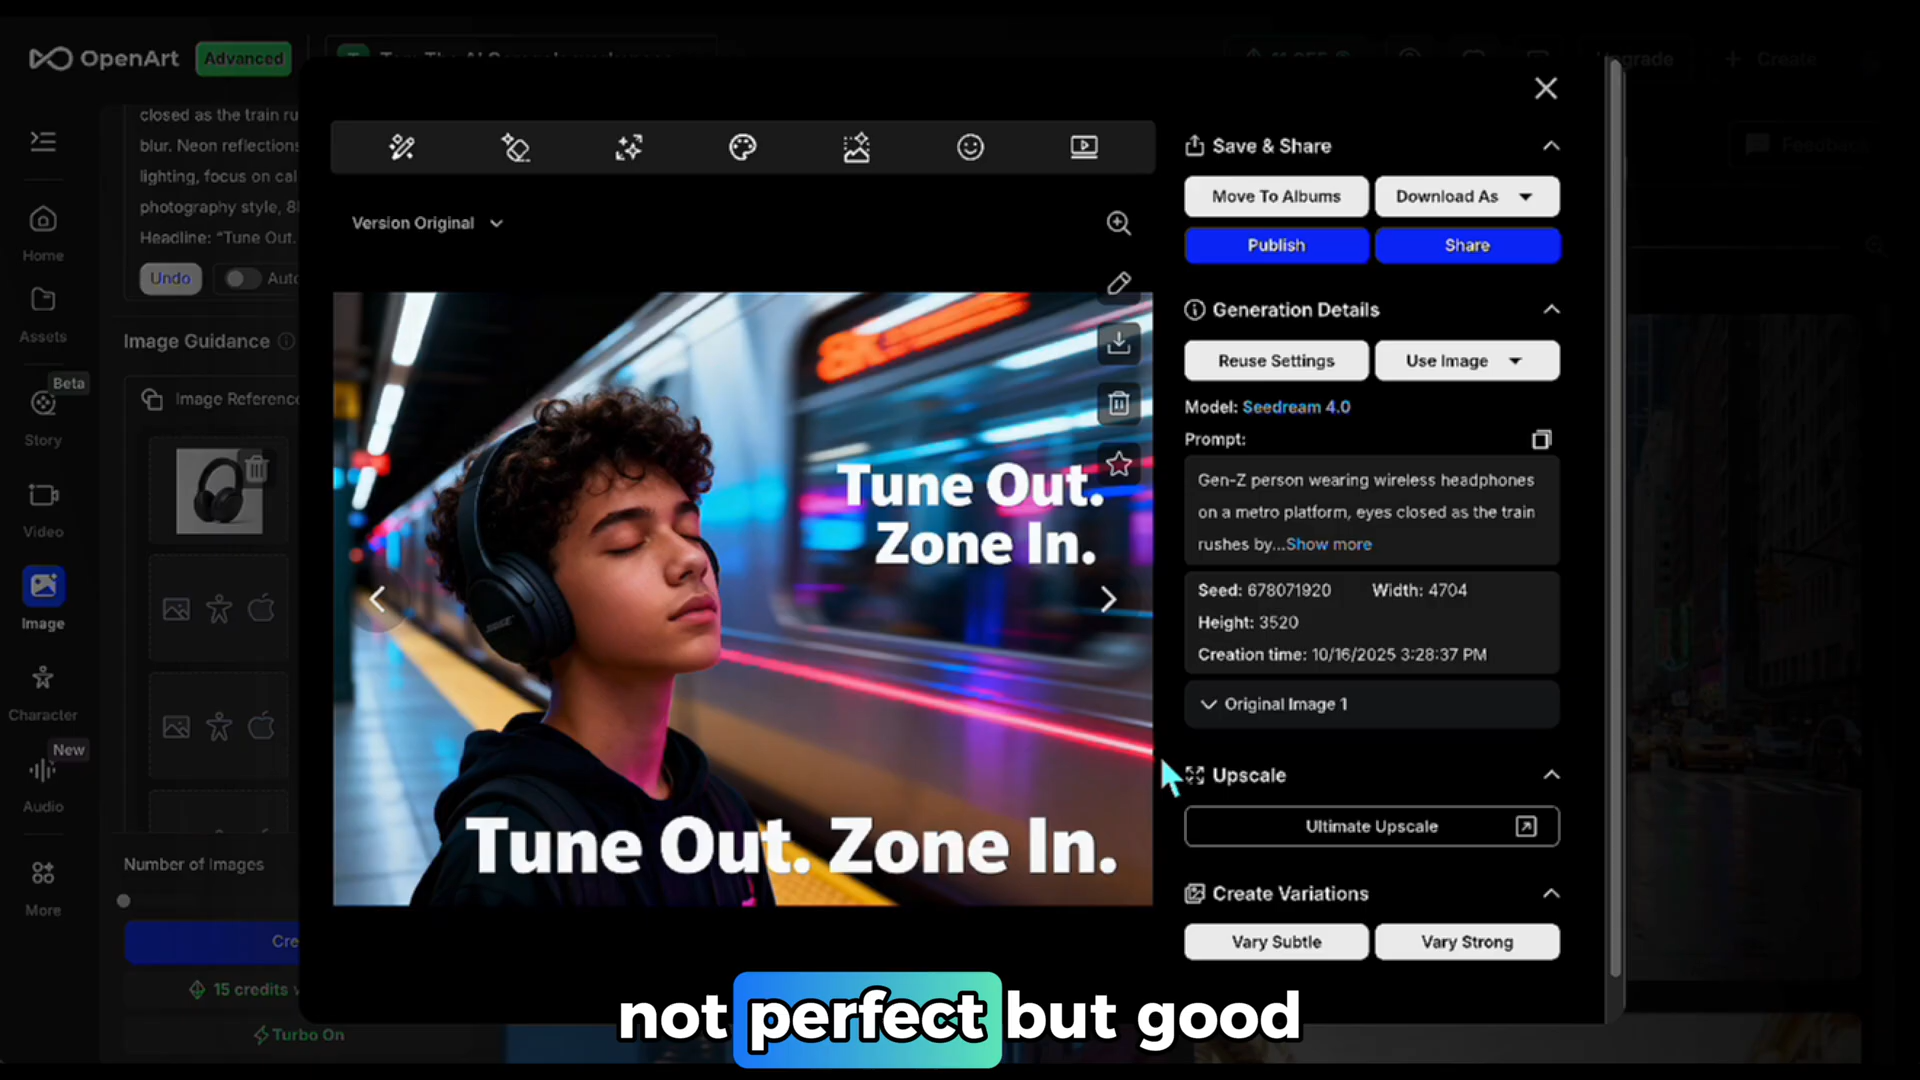 OpenArt
Advanced
Upgrade
+ Create
Feedback
closed as the train ru
blur. Neon reflections
lighting, focus on cal
photography style, 8
Headline: “Tune Out.
Undo
Auto
Image Guidance
Image Reference
Home
Assets
Beta
Story
Video
Image
Character
New
Audio
More
Number of Images
Cre
15 credits
Turbo On
Version Original
Tune Out.
Zone In.
BOSE
Tune Out. Zone In.
Save & Share
Move To Albums
Download As
Publish
Share
Generation Details
Reuse Settings
Use Image
Model: Seedream 4.0
Prompt:
Gen-Z person wearing wireless headphones
on a metro platform, eyes closed as the train
rushes by...Show more
Seed: 678071920 Width: 4704
Height: 3520
Creation time: 10/16/2025 3:28:37 PM
Original Image 1
Upscale
Ultimate Upscale
Create Variations
Vary Subtle
Vary Strong
not perfect but good